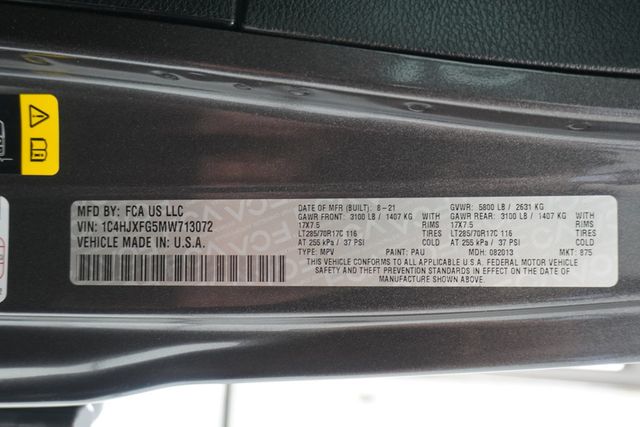 MFD BY: FCA US LLC
VIN: 1C4HJXFG5MW713072
VEHICLE MADE IN U.S.A.
DATE OF MFR (BUILT): 8-21 GVWR: 5800 LB / 2631 KG
GAWR FRONT: 3100 LB / 1407 KG WITH GAWR REAR: 3100 LB / 1407 KG WITH
17X7.5 RIMS 17X7.5 RIMS
LT285/70R17C 116 TIRES LT285/70R17C 116 TIRES
AT 255 kPa / 37 PSI AT 255 kPa / 37 PSI
TYPE: MPV PAINT: PAU MDH: 082013 MKT: 875
THIS VEHICLE CONFORMS TO ALL APPLICABLE U.S.A. FEDERAL MOTOR VEHICLE
SAFETY AND THEFT PREVENTION STANDARDS IN EFFECT ON THE DATE OF
MANUFACTURE SHOWN ABOVE.